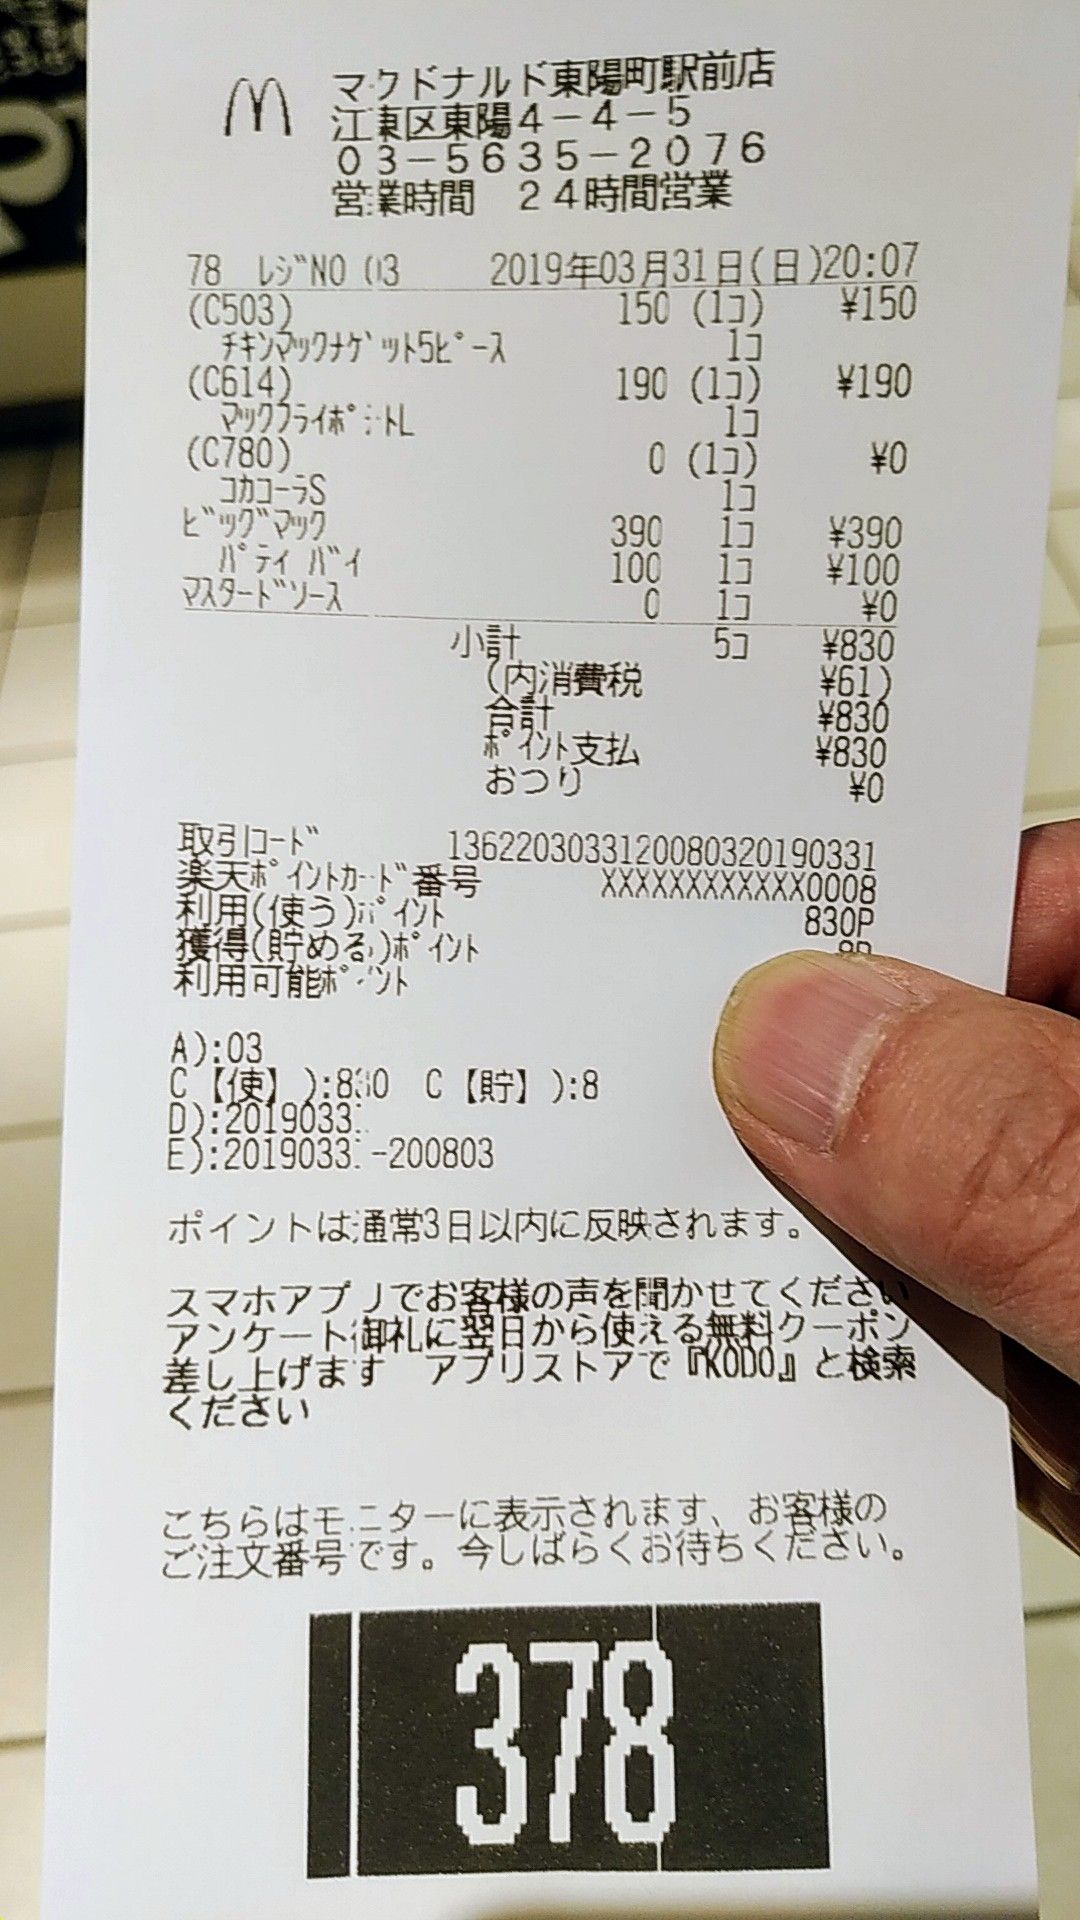 マクドナルド東陽町駅前店
江東区東陽4-4-5
03-5635-2076
営業時間 24時間営業
78 ﾚｼﾞNO 03 2019年03月31日(日)20:07
(C503) 150 (1コ) ¥150
ﾁｷﾝﾏｯｸﾅｹﾞｯﾄ5ﾋﾟｰｽ 1コ
(C614) 190 (1コ) ¥190
ﾏｯｸﾌﾗｲﾎﾟﾃﾄL 1コ
(C780) 0 (1コ) ¥0
ｺｶｺｰﾗS 1コ
ﾋﾞｯｸﾞﾏｯｸ 390 1コ ¥390
ﾊﾟﾃｨ ﾊﾞｲ 100 1コ ¥100
ﾏｽﾀｰﾄﾞｿｰｽ 0 1コ ¥0
小計 5コ ¥830
(内消費税 ¥61)
合計 ¥830
ﾎﾟｲﾝﾄ支払 ¥830
おつり ¥0
取引ｺｰﾄﾞ 1362203033120080320190331
楽天ﾎﾟｲﾝﾄｶｰﾄﾞ番号 XXXXXXXXXXXX0008
利用(使う)ﾎﾟｲﾝﾄ 830P
獲得(貯める)ﾎﾟｲﾝﾄ 8P
利用可能ﾎﾟｲﾝﾄ
A):03
C【使】):830 C【貯】):8
D):20190331
E):20190331-200803
ポイントは通常3日以内に反映されます。
スマホアプリでお客様の声を聞かせてください
アンケート御礼に翌日から使える無料クーポン
差し上げます アプリストアで『KODO』と検索
ください
こちらはモニターに表示されます、お客様の
ご注文番号です。今しばらくお待ちください。
378